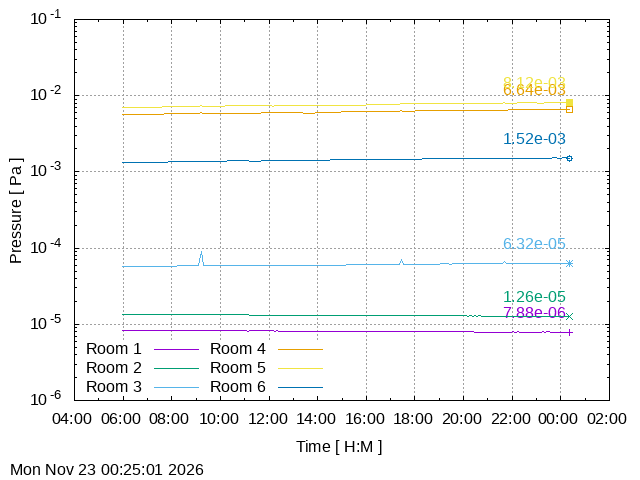 10^-1
10^-2
10^-3
10^-4
10^-5
10^-6
Pressure [ Pa ]
8.12e-03
6.64e-03
1.52e-03
6.32e-05
1.26e-05
7.88e-06
Room 1 Room 4
Room 2 Room 5
Room 3 Room 6
04:00 06:00 08:00 10:00 12:00 14:00 16:00 18:00 20:00 22:00 00:00 02:00
Time [ H:M ]
Mon Nov 23 00:25:01 2026